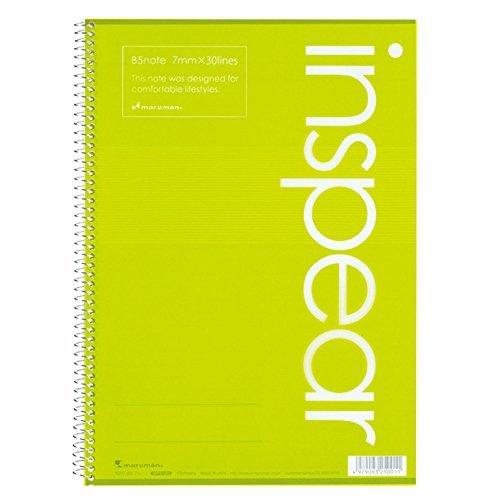 B5note 7mm×30lines
This note was designed for
comfortable lifestyles.
maruman®
inspear
maruman®